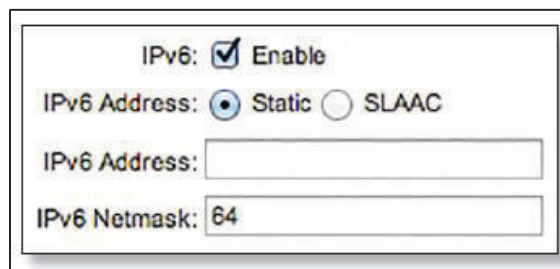 IPv6: Enable
IPv6 Address: Static SLAAC
IPv6 Address:
IPv6 Netmask: 64